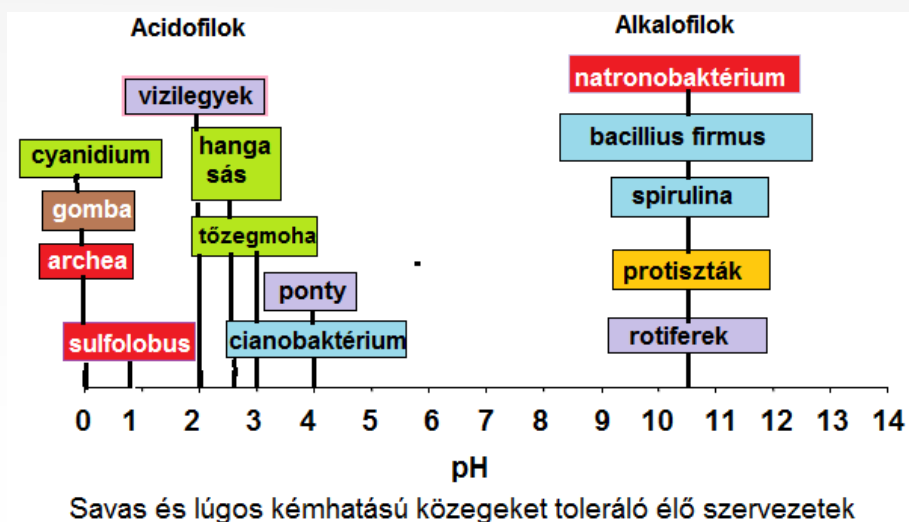 Acidofilok
Alkalofilok
vizilegyek
natronobaktérium
cyanidium
hanga
sás
bacillius firmus
gomba
spirulina
tőzegmoha
archea
protiszták
ponty
sulfolobus
cianobaktérium
rotiferek
0 1 2 3 4 5 6 7 8 9 10 11 12 13 14
pH
Savas és lúgos kémhatású közegeket toleráló élő szervezetek